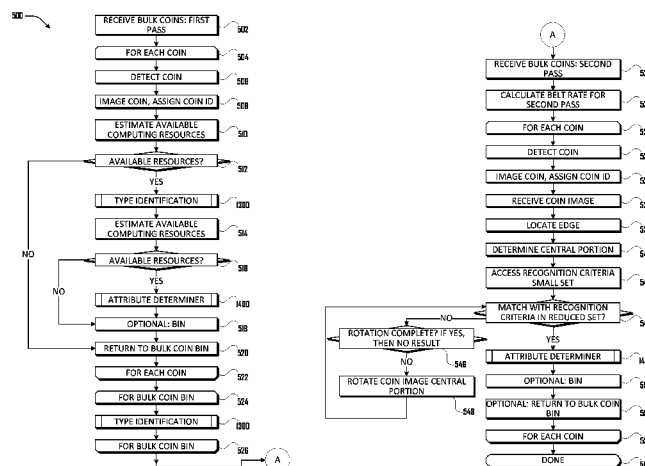 500
RECEIVE BULK COINS: FIRST
PASS
502
FOR EACH COIN
504
DETECT COIN
IMAGE COIN, ASSIGN COIN ID
508
ESTIMATE AVAILABLE
COMPUTING RESOURCES
510
AVAILABLE RESOURCES?
512
YES
TYPE IDENTIFICATION
1300
ESTIMATE AVAILABLE
COMPUTING RESOURCES
514
NO
AVAILABLE RESOURCES?
NO
YES
ATTRIBUTE DETERMINER
1400
OPTIONAL: BIN
518
RETURN TO BULK COIN BIN
520
FOR EACH COIN
522
FOR BULK COIN BIN
524
TYPE IDENTIFICATION
1300
FOR BULK COIN BIN
526
A
A
RECEIVE BULK COINS: SECOND
PASS
CALCULATE BELT RATE FOR
SECOND PASS
FOR EACH COIN
DETECT COIN
IMAGE COIN, ASSIGN COIN ID
RECEIVE COIN IMAGE
LOCATE EDGE
DETERMINE CENTRAL PORTION
ACCESS RECOGNITION CRITERIA
SMALL SET
MATCH WITH RECOGNITION
CRITERIA IN REDUCED SET?
NO
YES
ROTATION COMPLETE? IF YES,
THEN NO RESULT
546
NO
ROTATE COIN IMAGE CENTRAL
PORTION
548
ATTRIBUTE DETERMINER
OPTIONAL: BIN
OPTIONAL: RETURN TO BULK COIN
BIN
FOR EACH COIN
DONE